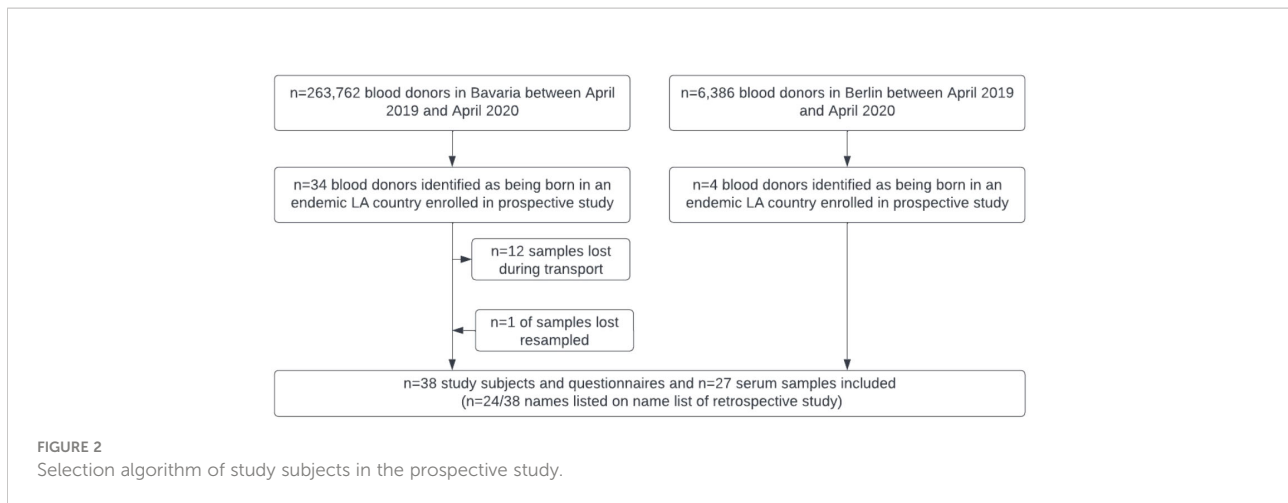 n=263,762 blood donors in Bavaria between April
2019 and April 2020
n=6,386 blood donors in Berlin between April 2019
and April 2020
n=34 blood donors identified as being born in an
endemic LA country enrolled in prospective study
n=4 blood donors identified as being born in an
endemic LA country enrolled in prospective study
n=12 samples lost
during transport
n=1 of samples lost
resampled
n=38 study subjects and questionnaires and n=27 serum samples included
(n=24/38 names listed on name list of retrospective study)
FIGURE 2
Selection algorithm of study subjects in the prospective study.